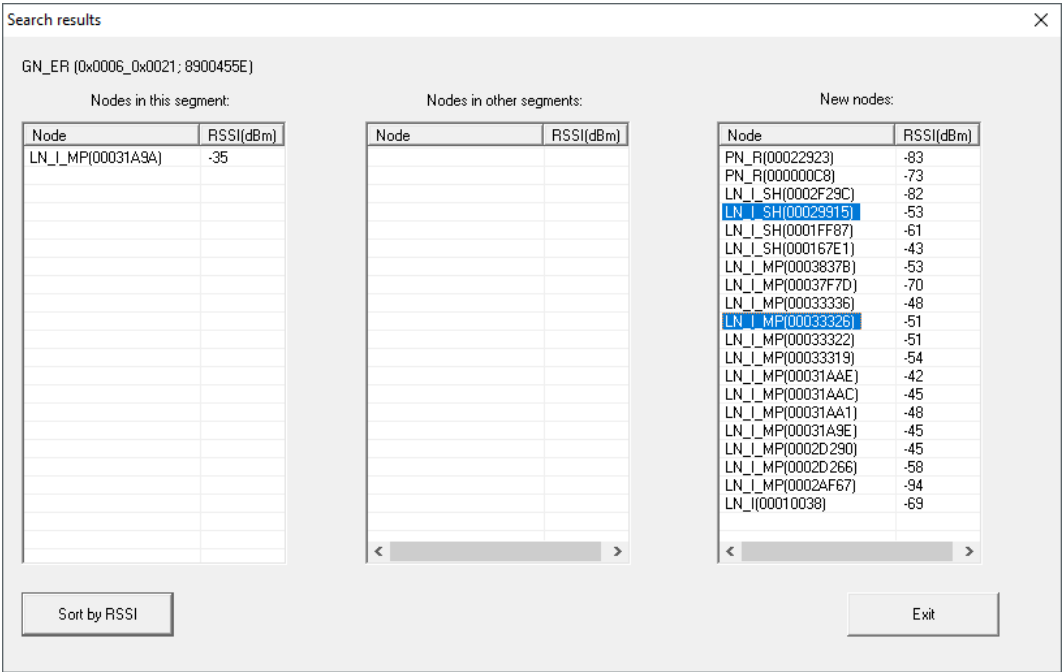 Search results
GN_ER (0x0006_0x0021; 8900455E)
Nodes in this segment:
Node RSSI(dBm)
LN_I_MP(00031A9A) -35
Nodes in other segments:
Node RSSI(dBm)
New nodes:
Node RSSI(dBm)
PN_R(00022923) -83
PN_R(000000C8) -73
LN_I_SH(0002F29C) -82
LN_I_SH(00029915) -53
LN_I_SH(0001FF87) -61
LN_I_SH(000167E1) -43
LN_I_MP(0003837B) -53
LN_I_MP(00037F7D) -70
LN_I_MP(00033336) -48
LN_I_MP(00033326) -51
LN_I_MP(00033322) -51
LN_I_MP(00033319) -54
LN_I_MP(00031AAE) -42
LN_I_MP(00031AAC) -45
LN_I_MP(00031AA1) -48
LN_I_MP(00031A9E) -45
LN_I_MP(0002D290) -45
LN_I_MP(0002D266) -58
LN_I_MP(0002AF67) -94
LN_I(00010038) -69
Sort by RSSI
Exit